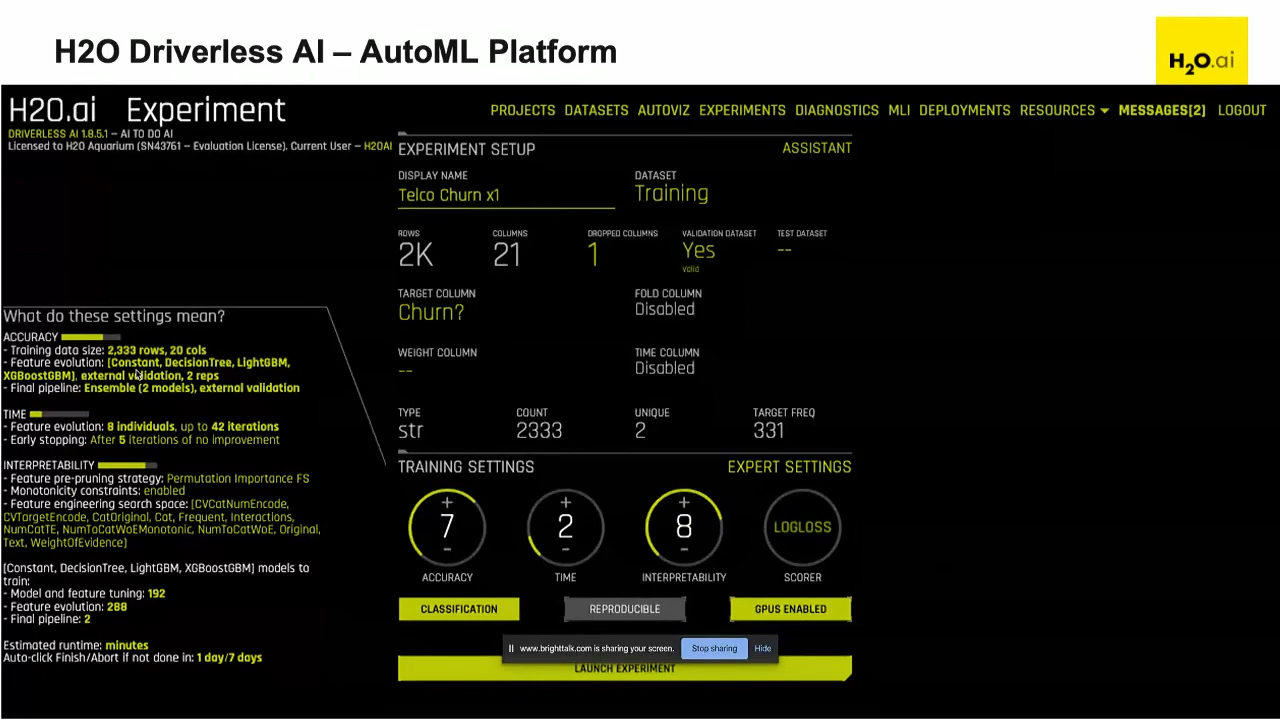 H2O Driverless AI – AutoML Platform
H2O.ai
H2O.ai Experiment
PROJECTS DATASETS AUTOVIZ EXPERIMENTS DIAGNOSTICS MLI DEPLOYMENTS RESOURCES MESSAGES[2] LOGOUT
DRIVERLESS AI 1.8.5.1 – AI TO DO AI
Licensed to H2O Aquarium (SN43761 – Evaluation License). Current User – H2OAI
EXPERIMENT SETUP ASSISTANT
DISPLAY NAME DATASET
Telco Churn x1 Training
ROWS COLUMNS DROPPED COLUMNS VALIDATION DATASET TEST DATASET
2K 21 1 Yes --
valid
TARGET COLUMN FOLD COLUMN
Churn? Disabled
WEIGHT COLUMN TIME COLUMN
-- Disabled
TYPE COUNT UNIQUE TARGET FREQ
str 2333 2 331
What do these settings mean?
ACCURACY
- Training data size: 2,333 rows, 20 cols
- Feature evolution: [Constant, DecisionTree, LightGBM,
XGBoostGBM], external validation, 2 reps
- Final pipeline: Ensemble (2 models), external validation
TIME
- Feature evolution: 8 individuals, up to 42 iterations
- Early stopping: After 5 iterations of no improvement
INTERPRETABILITY
- Feature pre-pruning strategy: Permutation Importance FS
- Monotonicity constraints: enabled
- Feature engineering search space: [CVCatNumEncode,
CVTargetEncode, CatOriginal, Cat, Frequent, Interactions,
NumCatTE, NumToCatWoEMonotonic, NumToCatWoE, Original,
Text, WeightOfEvidence]
[Constant, DecisionTree, LightGBM, XGBoostGBM] models to
train:
- Model and feature tuning: 192
- Feature evolution: 288
- Final pipeline: 2
Estimated runtime: minutes
Auto-click Finish/Abort if not done in: 1 day/7 days
TRAINING SETTINGS EXPERT SETTINGS
+ + +
7 2 8 LOGLOSS
- - -
ACCURACY TIME INTERPRETABILITY SCORER
CLASSIFICATION REPRODUCIBLE GPUS ENABLED
www.brighttalk.com is sharing your screen. Stop sharing Hide
LAUNCH EXPERIMENT